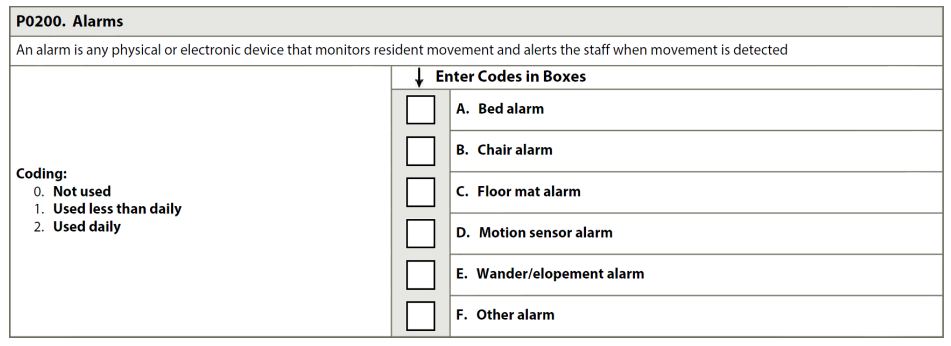 P0200. Alarms
An alarm is any physical or electronic device that monitors resident movement and alerts the staff when movement is detected
Coding:
0. Not used
1. Used less than daily
2. Used daily
↓ Enter Codes in Boxes
A. Bed alarm
B. Chair alarm
C. Floor mat alarm
D. Motion sensor alarm
E. Wander/elopement alarm
F. Other alarm